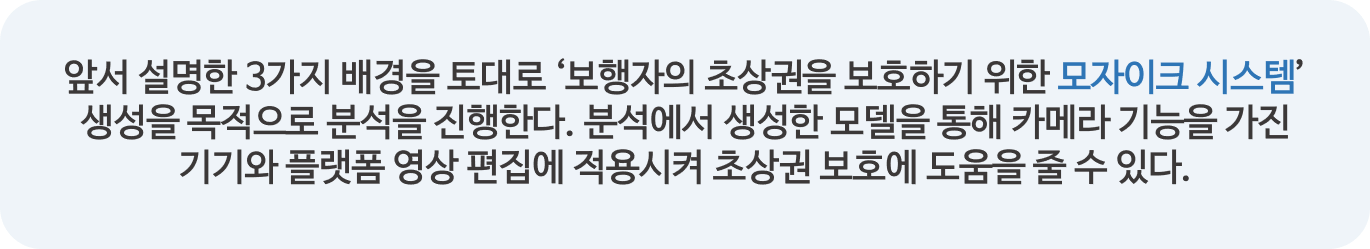 앞서 설명한 3가지 배경을 토대로 ‘보행자의 초상권을 보호하기 위한 모자이크 시스템’
생성을 목적으로 분석을 진행한다. 분석에서 생성한 모델을 통해 카메라 기능을 가진
기기와 플랫폼 영상 편집에 적용시켜 초상권 보호에 도움을 줄 수 있다.